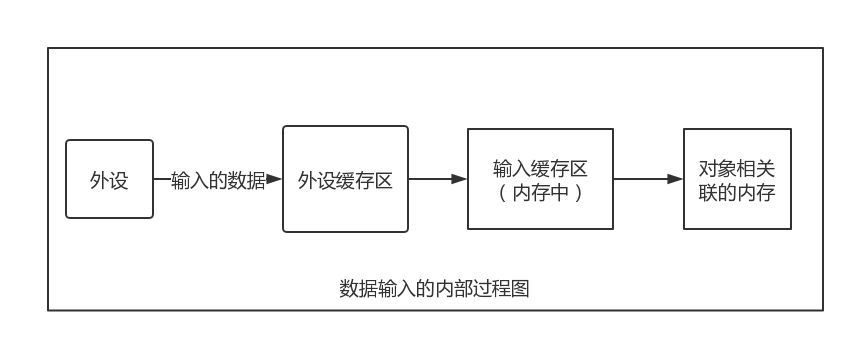 外设
输入的数据
外设缓存区
输入缓存区
（内存中）
对象相关
联的内存
数据输入的内部过程图